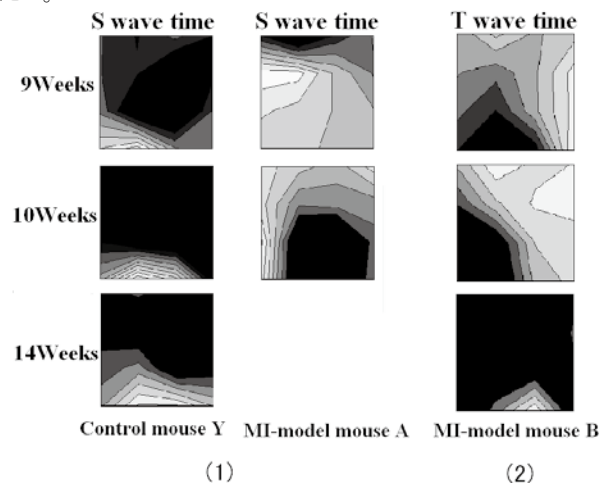 S wave time S wave time T wave time
9Weeks
10Weeks
14Weeks
Control mouse Y MI-model mouse A MI-model mouse B
(1) (2)